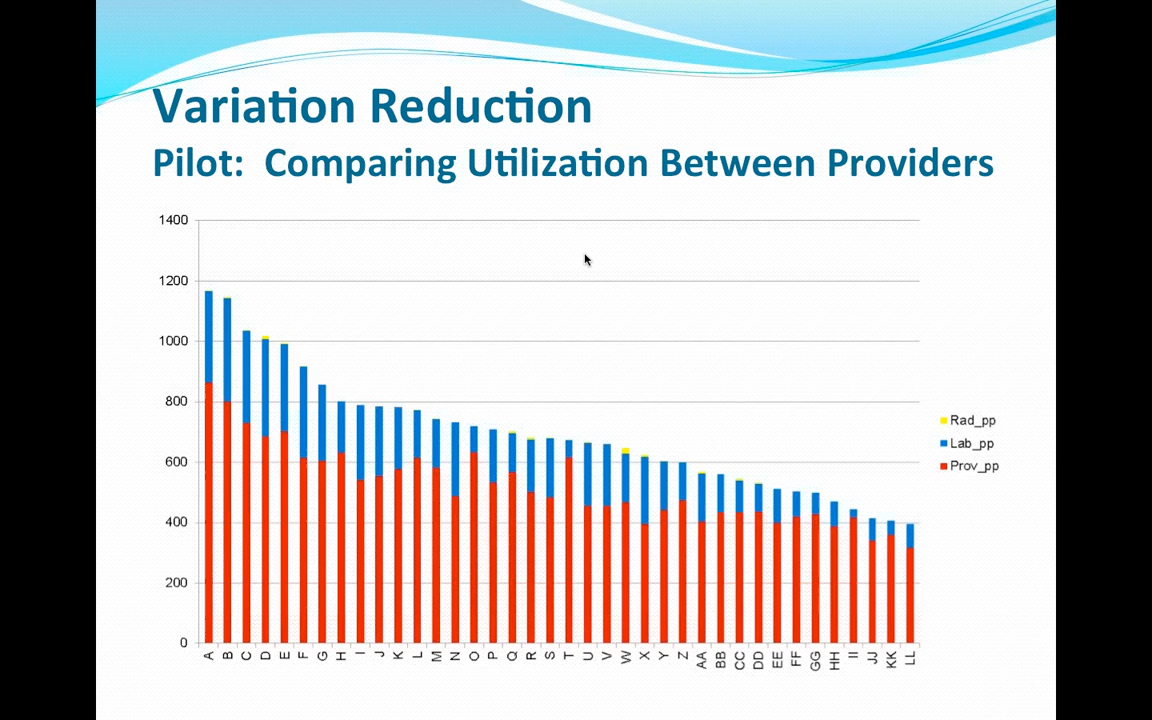 Variation Reduction
Pilot: Comparing Utilization Between Providers
1400
1200
1000
800
600
400
200
0
Rad_pp
Lab_pp
Prov_pp
A B C D E F G H I J K L M N O P Q R S T U V W X Y Z AA BB CC DD EE FF GG HH II JJ KK LL